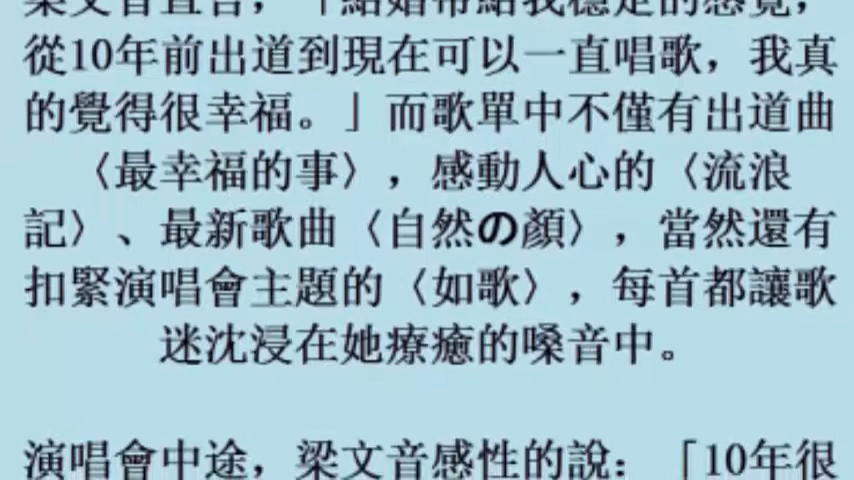 梁文音直言，「結婚帶給我穩定的感覺，
從10年前出道到現在可以一直唱歌，我真
的覺得很幸福。」而歌單中不僅有出道曲
〈最幸福的事〉，感動人心的〈流浪
記〉、最新歌曲〈自然の顏〉，當然還有
扣緊演唱會主題的〈如歌〉，每首都讓歌
迷沈浸在她療癒的嗓音中。
演唱會中途，梁文音感性的說：「10年很